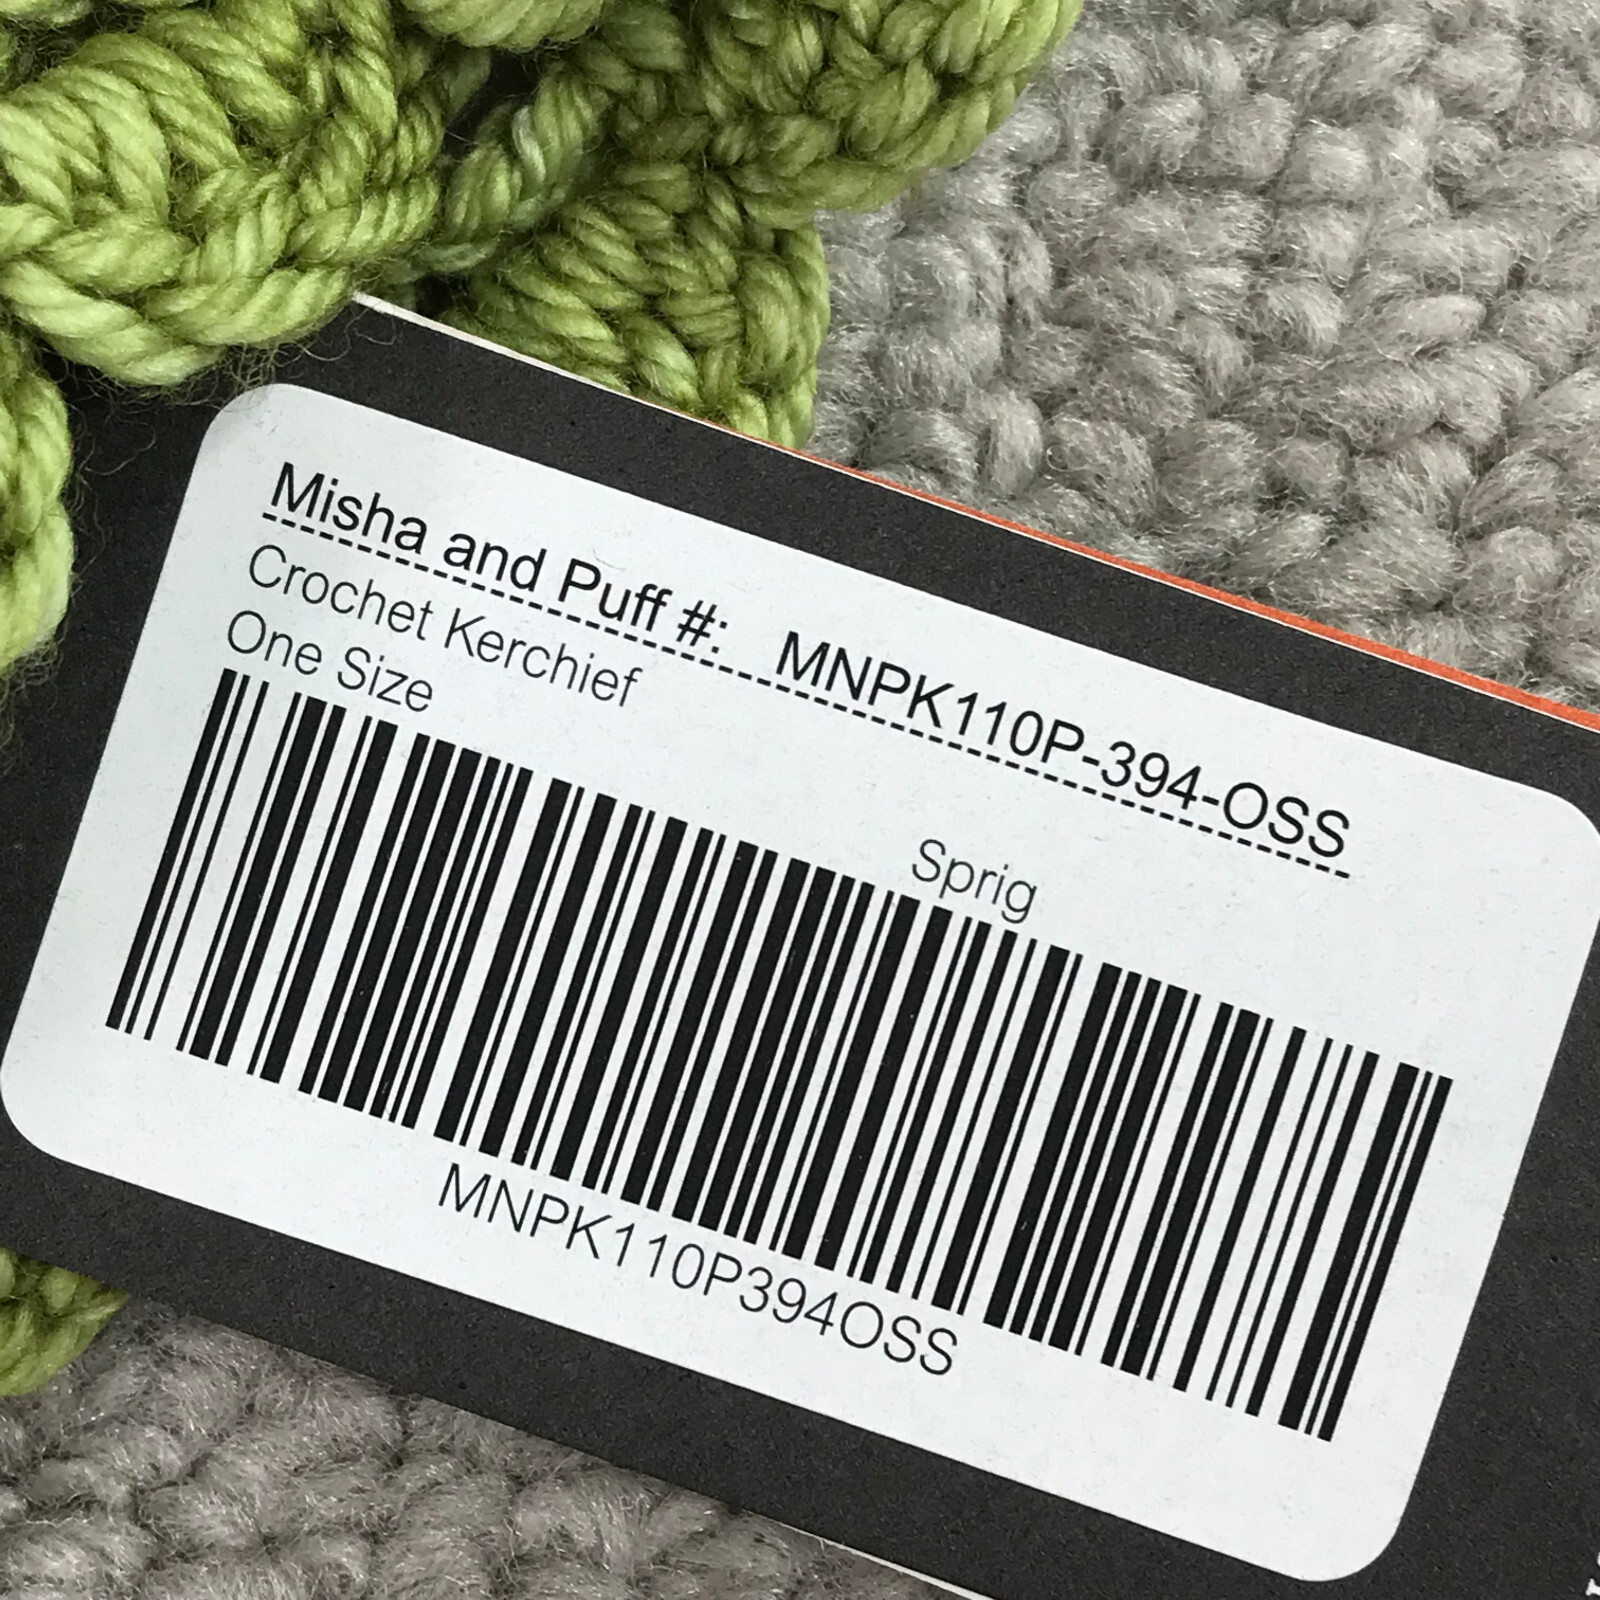 Misha and Puff #: MNPK110P-394-OSS
Crochet Kerchief
One Size
Sprig
MNPK110P394OSS